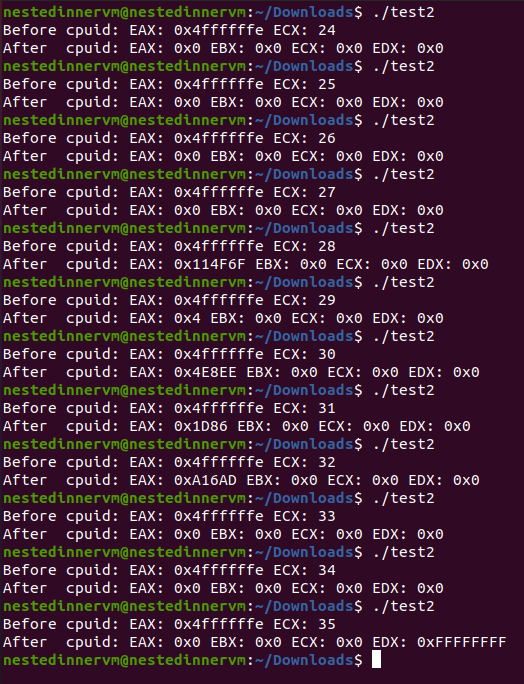 nestedinnervm@nestedinnervm:~/Downloads$ ./test2
Before cpuid: EAX: 0x4ffffffe ECX: 24
After  cpuid: EAX: 0x0 EBX: 0x0 ECX: 0x0 EDX: 0x0
nestedinnervm@nestedinnervm:~/Downloads$ ./test2
Before cpuid: EAX: 0x4ffffffe ECX: 25
After  cpuid: EAX: 0x0 EBX: 0x0 ECX: 0x0 EDX: 0x0
nestedinnervm@nestedinnervm:~/Downloads$ ./test2
Before cpuid: EAX: 0x4ffffffe ECX: 26
After  cpuid: EAX: 0x0 EBX: 0x0 ECX: 0x0 EDX: 0x0
nestedinnervm@nestedinnervm:~/Downloads$ ./test2
Before cpuid: EAX: 0x4ffffffe ECX: 27
After  cpuid: EAX: 0x0 EBX: 0x0 ECX: 0x0 EDX: 0x0
nestedinnervm@nestedinnervm:~/Downloads$ ./test2
Before cpuid: EAX: 0x4ffffffe ECX: 28
After  cpuid: EAX: 0x114F6F EBX: 0x0 ECX: 0x0 EDX: 0x0
nestedinnervm@nestedinnervm:~/Downloads$ ./test2
Before cpuid: EAX: 0x4ffffffe ECX: 29
After  cpuid: EAX: 0x4 EBX: 0x0 ECX: 0x0 EDX: 0x0
nestedinnervm@nestedinnervm:~/Downloads$ ./test2
Before cpuid: EAX: 0x4ffffffe ECX: 30
After  cpuid: EAX: 0x4E8EE EBX: 0x0 ECX: 0x0 EDX: 0x0
nestedinnervm@nestedinnervm:~/Downloads$ ./test2
Before cpuid: EAX: 0x4ffffffe ECX: 31
After  cpuid: EAX: 0x1D86 EBX: 0x0 ECX: 0x0 EDX: 0x0
nestedinnervm@nestedinnervm:~/Downloads$ ./test2
Before cpuid: EAX: 0x4ffffffe ECX: 32
After  cpuid: EAX: 0xA16AD EBX: 0x0 ECX: 0x0 EDX: 0x0
nestedinnervm@nestedinnervm:~/Downloads$ ./test2
Before cpuid: EAX: 0x4ffffffe ECX: 33
After  cpuid: EAX: 0x0 EBX: 0x0 ECX: 0x0 EDX: 0x0
nestedinnervm@nestedinnervm:~/Downloads$ ./test2
Before cpuid: EAX: 0x4ffffffe ECX: 34
After  cpuid: EAX: 0x0 EBX: 0x0 ECX: 0x0 EDX: 0x0
nestedinnervm@nestedinnervm:~/Downloads$ ./test2
Before cpuid: EAX: 0x4ffffffe ECX: 35
After  cpuid: EAX: 0x0 EBX: 0x0 ECX: 0x0 EDX: 0xFFFFFFFF
nestedinnervm@nestedinnervm:~/Downloads$